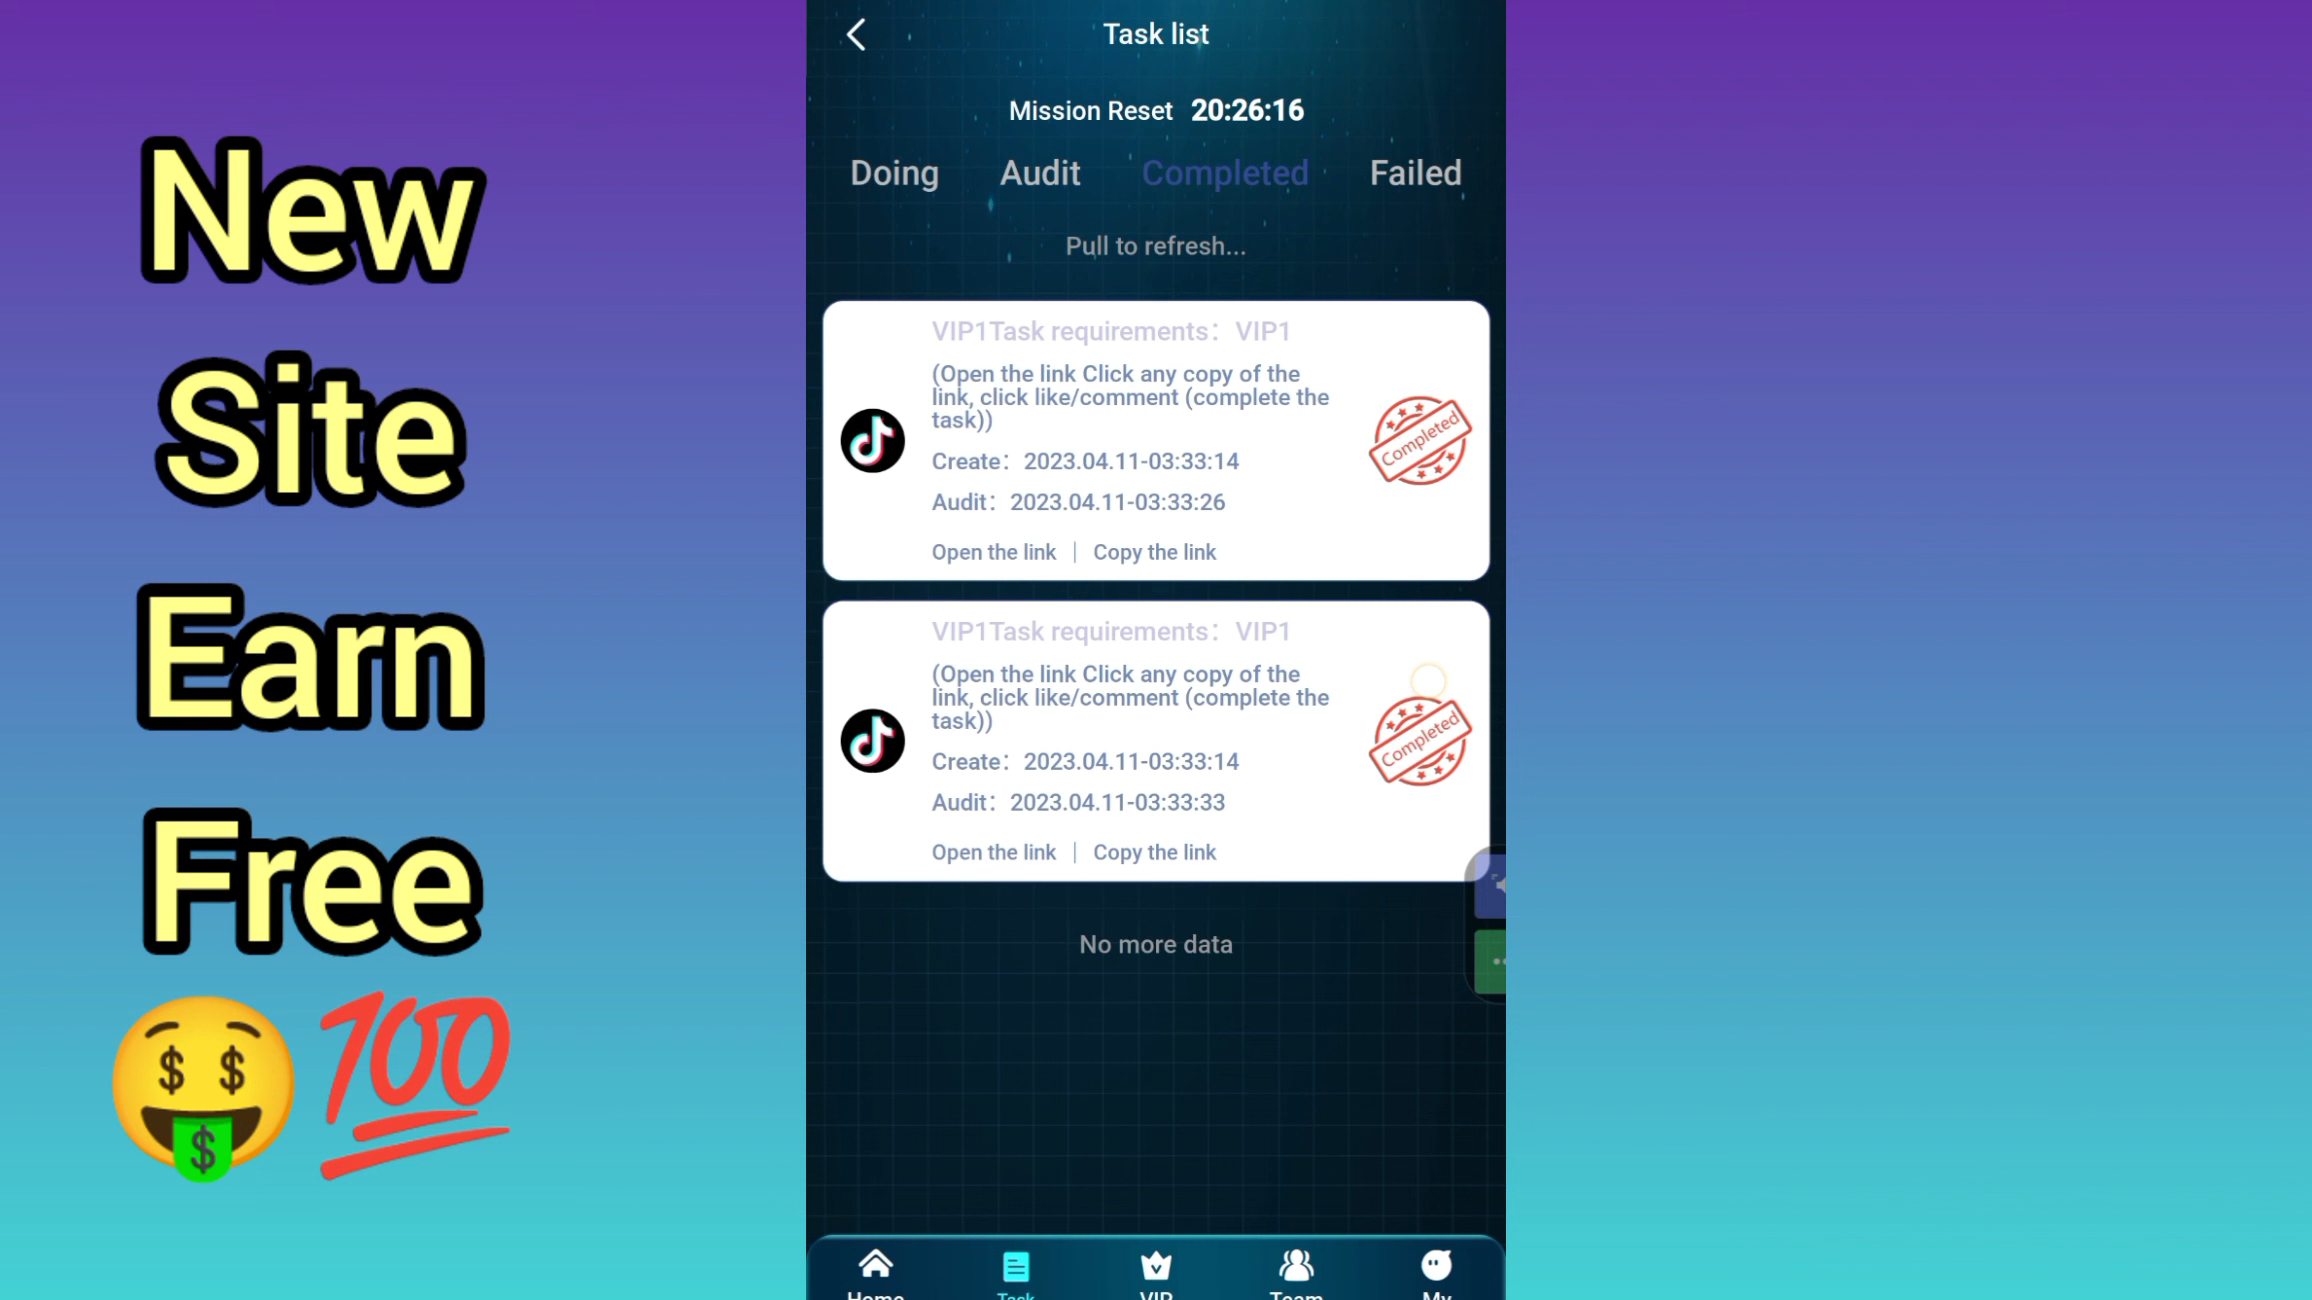 New
Site
Earn
Free
Task list
Mission Reset 20:26:16
Doing Audit Completed Failed
Pull to refresh...
VIP1Task requirements： VIP1
(Open the link Click any copy of the
link, click like/comment (complete the
task))
Create： 2023.04.11-03:33:14
Audit： 2023.04.11-03:33:26
Open the link | Copy the link
Completed
VIP1Task requirements： VIP1
(Open the link Click any copy of the
link, click like/comment (complete the
task))
Create： 2023.04.11-03:33:14
Audit： 2023.04.11-03:33:33
Open the link | Copy the link
Completed
No more data
Home Task VIP Team My